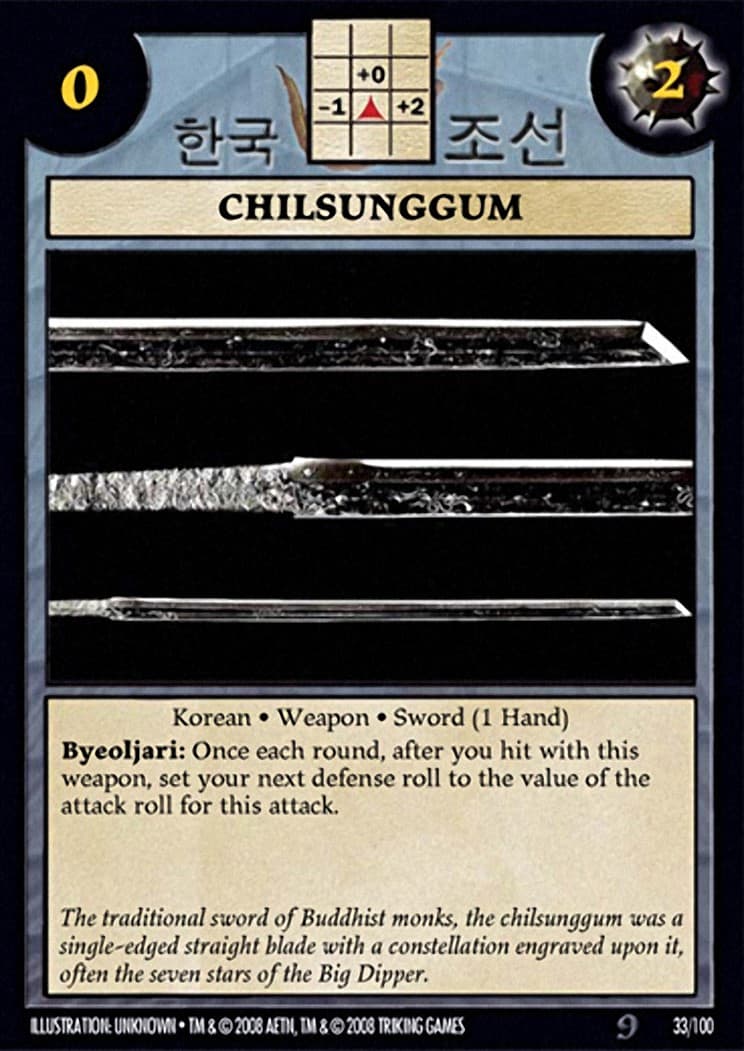 0
+0
2
-1
+2
한국
조선
CHILSUNGGUM
Korean • Weapon • Sword (1 Hand)
Byeoljari: Once each round, after you hit with this
weapon, set your next defense roll to the value of the
attack roll for this attack.
The traditional sword of Buddhist monks, the chilsunggum was a
single-edged straight blade with a constellation engraved upon it,
often the seven stars of the Big Dipper.
ILLUSTRATION: UNKNOWN • TM & © 2008 AETN, TM & © 2008 TRIKING GAMES
9
33/100